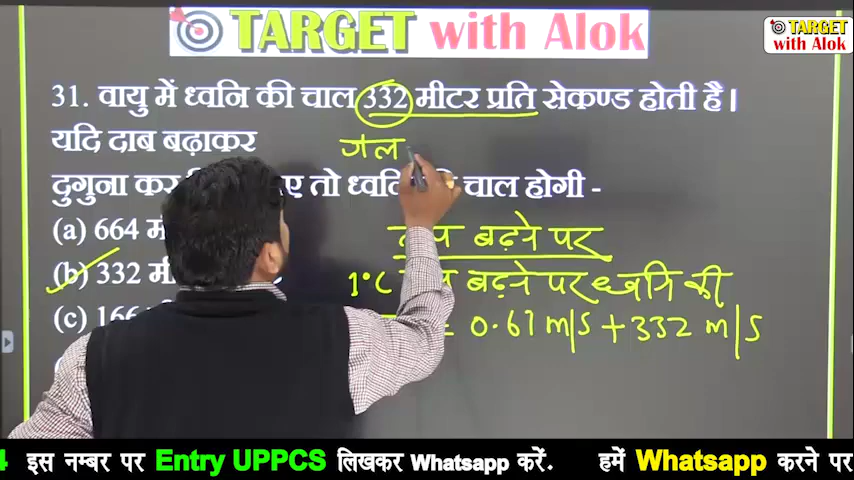 TARGET with Alok
TARGET
with Alok
31. वायु में ध्वनि की चाल 332 मीटर प्रति सेकण्ड होती है।
यदि दाब बढ़ाकर
जल
दुगुना कर तो ध्वनि चाल होगी -
(a) 664
बढ़ने पर
(b) 332
1°C बढ़ने पर ध्वनि की
(c) 166
= 0.61 m/s + 332 m/s
4 इस नम्बर पर Entry UPPCS लिखकर Whatsapp करें. हमें Whatsapp करने पर